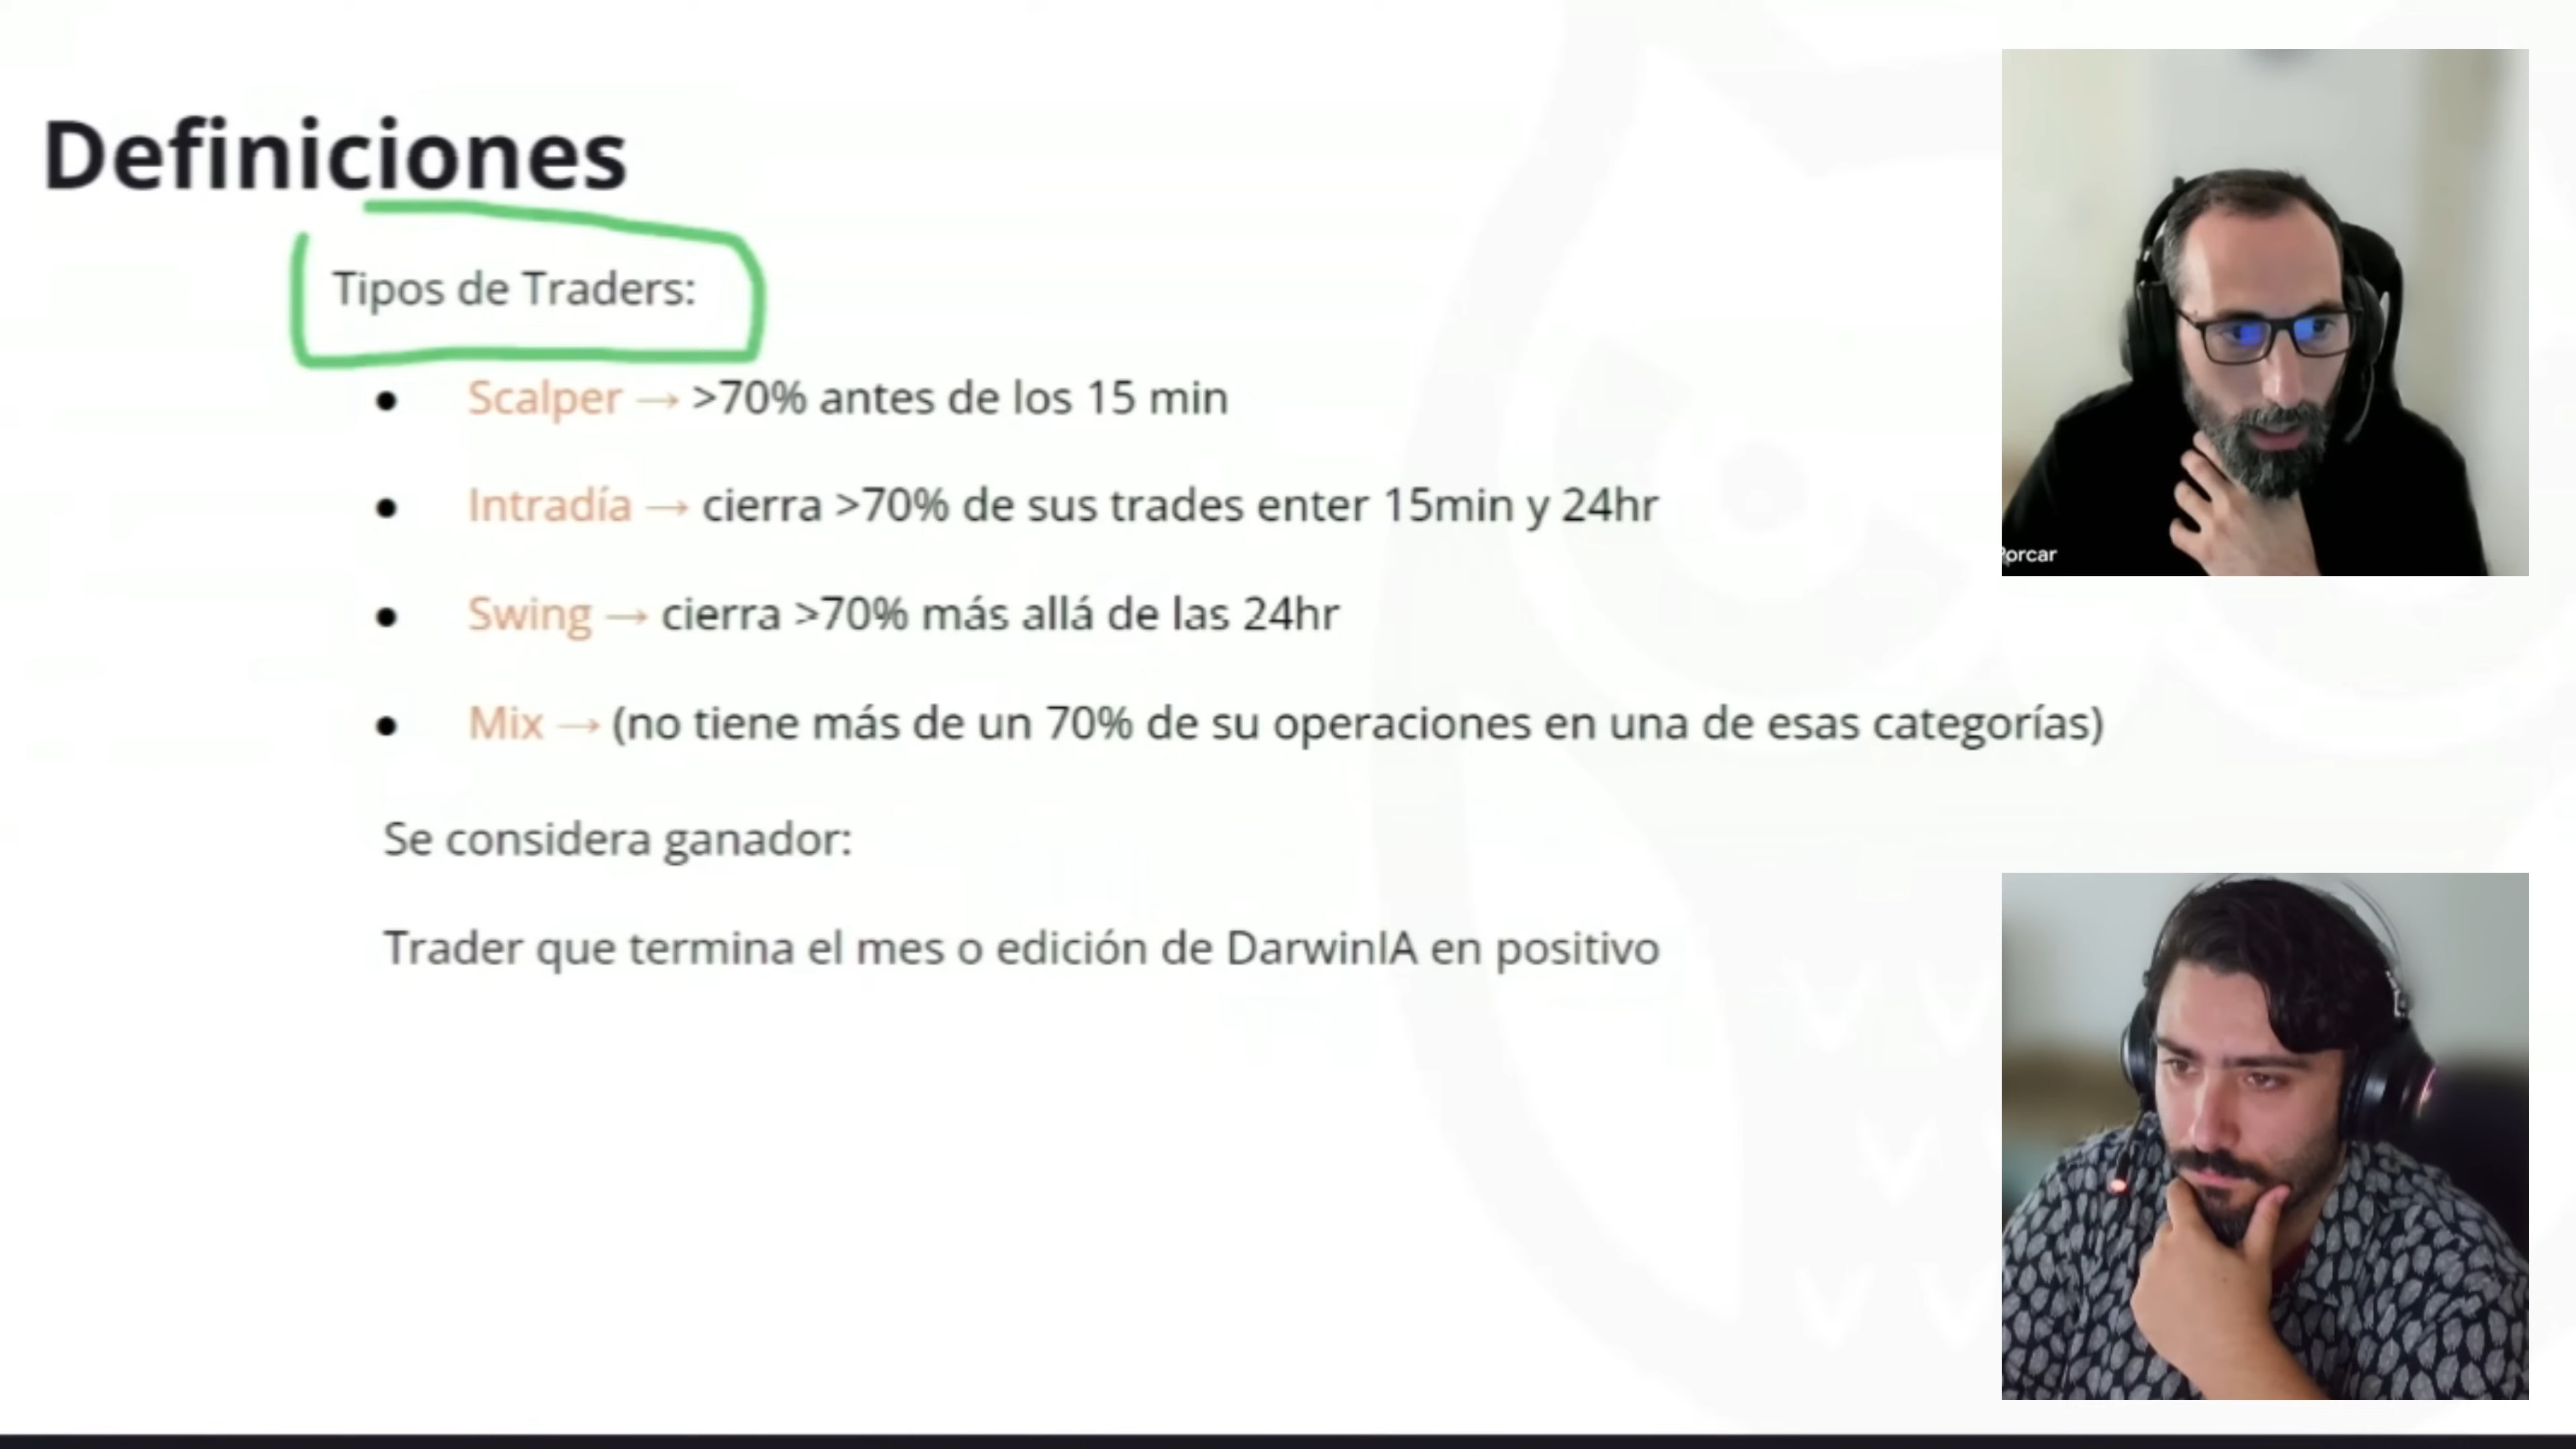 Definiciones
Tipos de Traders:
● Scalper → >70% antes de los 15 min
● Intradía → cierra >70% de sus trades enter 15min y 24hr
● Swing → cierra >70% más allá de las 24hr
● Mix → (no tiene más de un 70% de su operaciones en una de esas categorías)
Se considera ganador:
Trader que termina el mes o edición de DarwinIA en positivo
Porcar